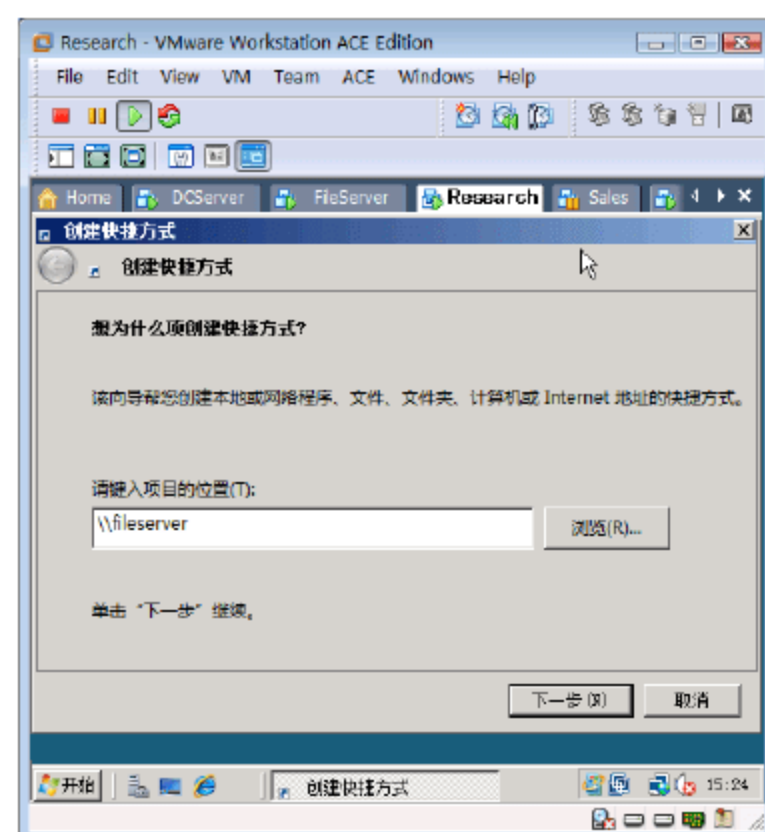 Research - VMware Workstation ACE Edition
File Edit View VM Team ACE Windows Help
Home DCServer FileServer Research Sales
创建快捷方式
创建快捷方式
想为什么项创建快捷方式?
该向导帮您创建本地或网络程序、文件、文件夹、计算机或 Internet 地址的快捷方式。
请键入项目的位置(T):
\\fileserver
浏览(R)...
单击“下一步”继续。
下一步(N) 取消
开始 创建快捷方式 15:24